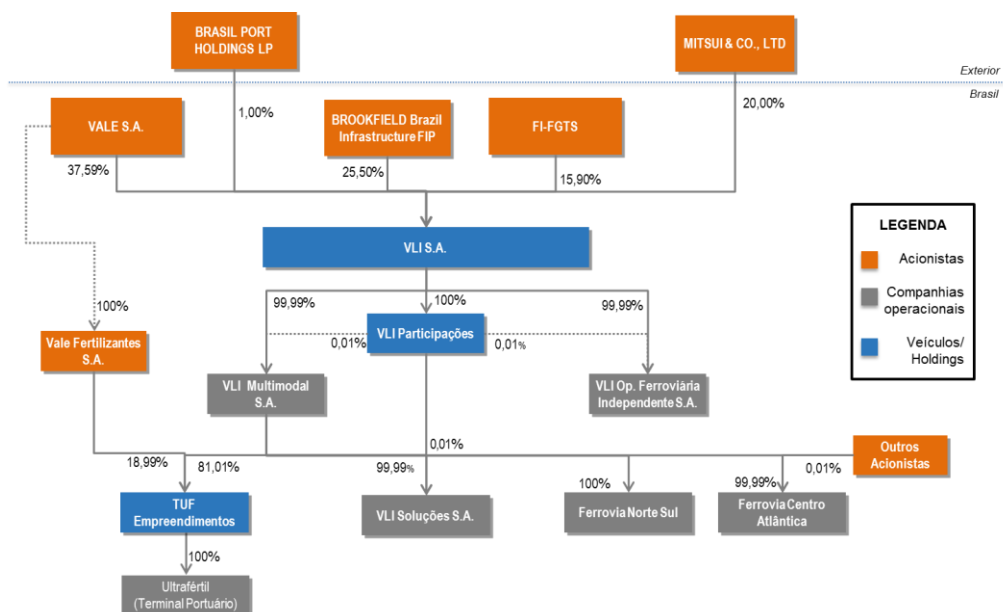 BRASIL PORT
HOLDINGS LP
MITSUI & CO., LTD
Exterior
Brasil
1,00%
20,00%
VALE S.A.
BROOKFIELD Brazil
Infrastructure FIP
FI-FGTS
37,59%
25,50%
15,90%
VLI S.A.
LEGENDA
Acionistas
Companhias
operacionais
Veículos/
Holdings
100%
99,99%
100%
99,99%
Vale Fertilizantes
S.A.
VLI Participações
0,01%
0,01%
VLI Multimodal
S.A.
VLI Op. Ferroviária
Independente S.A.
18,99%
81,01%
0,01%
99,99%
100%
99,99%
0,01%
Outros
Acionistas
TUF
Empreendimentos
VLI Soluções S.A.
Ferrovia Norte Sul
Ferrovia Centro
Atlântica
100%
Ultrafértil
(Terminal Portuário)